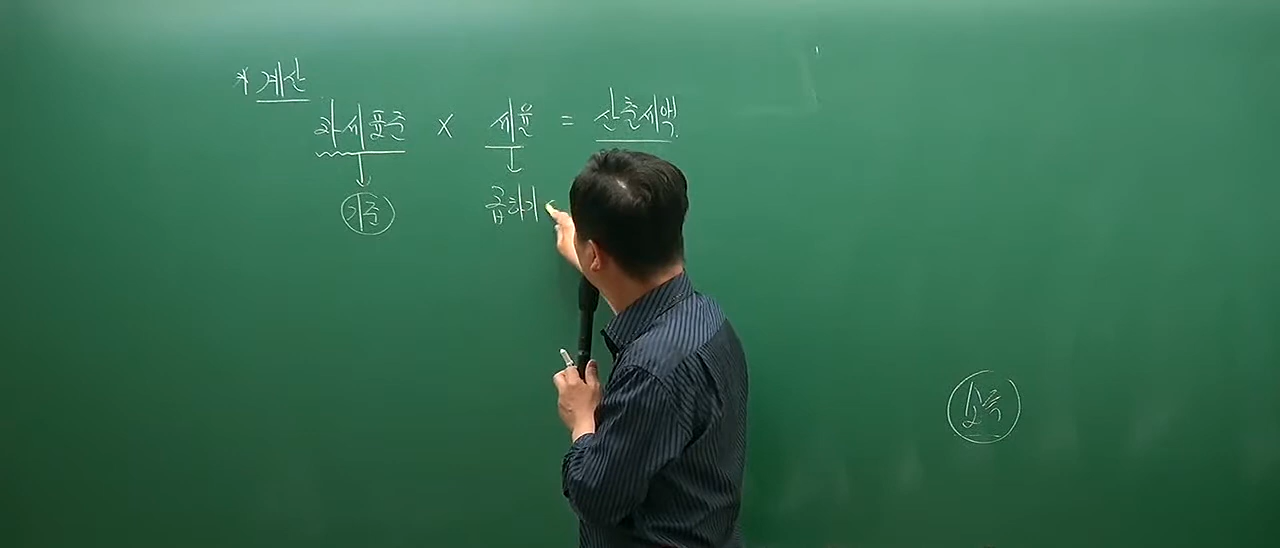 * 계산
과세표준 × 세율 = 산출세액.
기준 곱하기